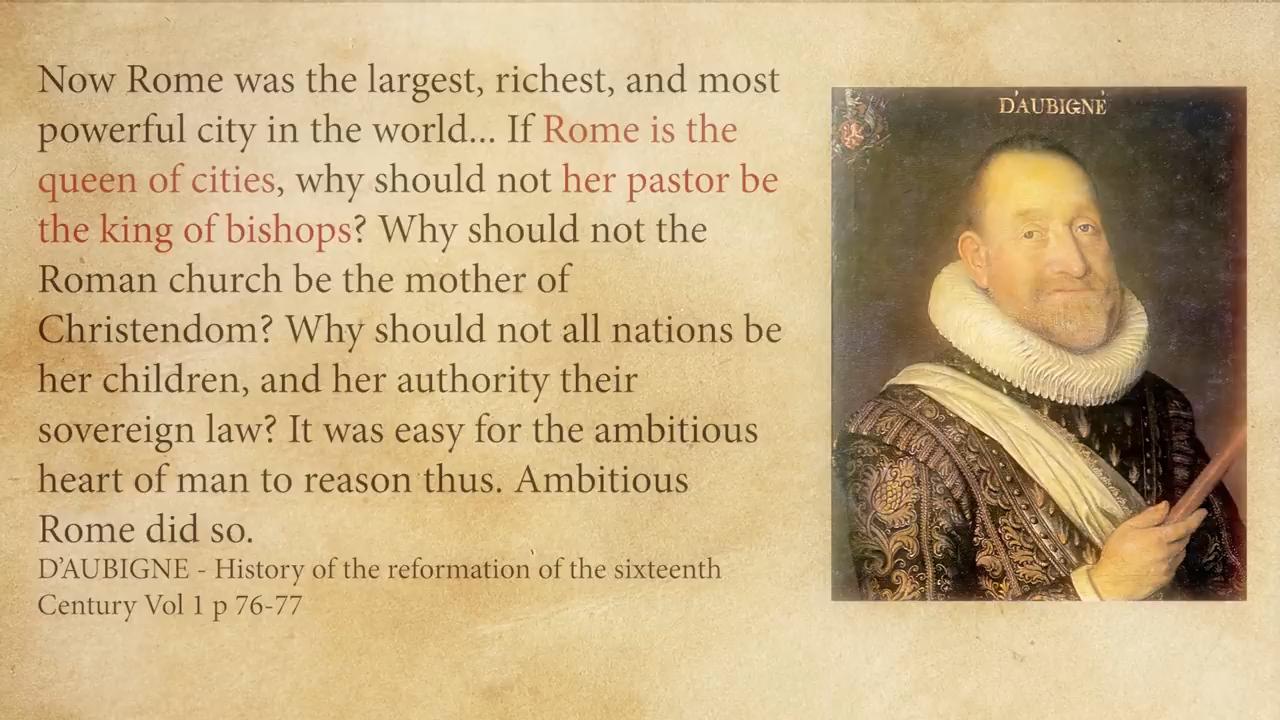 Now Rome was the largest, richest, and most
powerful city in the world... If Rome is the
queen of cities, why should not her pastor be
the king of bishops? Why should not the
Roman church be the mother of
Christendom? Why should not all nations be
her children, and her authority their
sovereign law? It was easy for the ambitious
heart of man to reason thus. Ambitious
Rome did so.
D'AUBIGNE - History of the reformation of the sixteenth
Century Vol 1 p 76-77
D'AUBIGNÉ